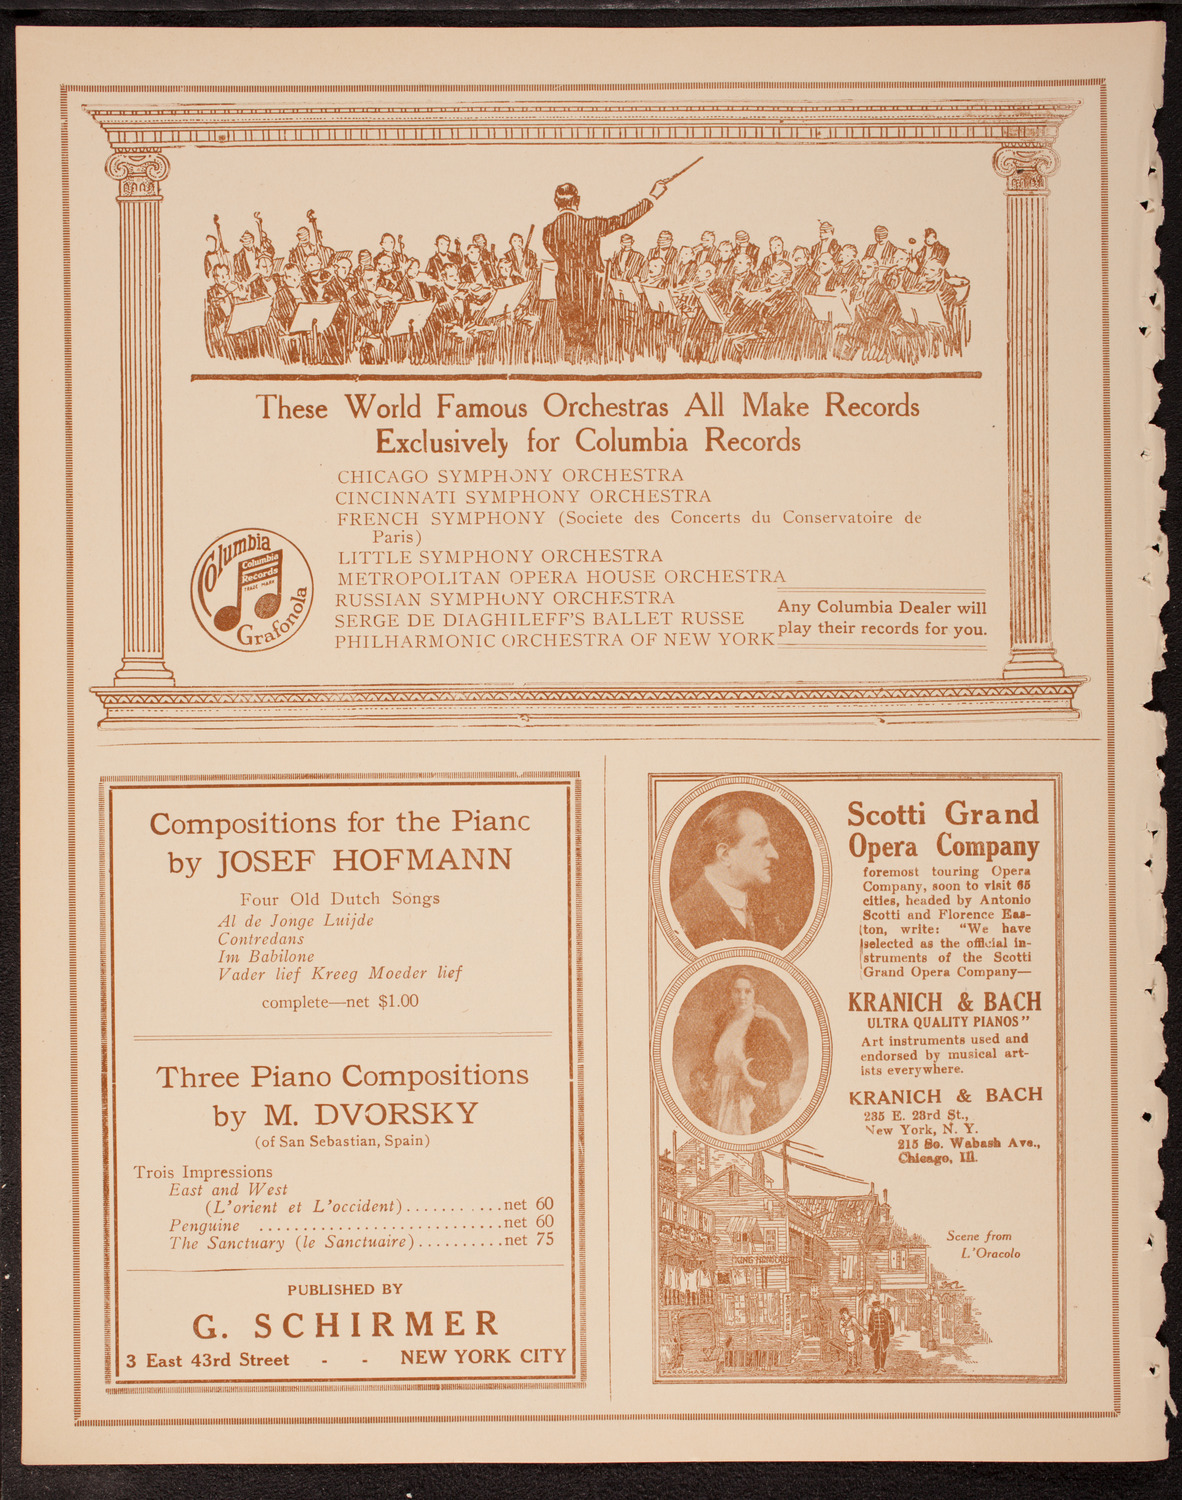 These World Famous Orchestras All Make Records
Exclusively for Columbia Records
CHICAGO SYMPHONY ORCHESTRA
CINCINNATI SYMPHONY ORCHESTRA
FRENCH SYMPHONY (Societe des Concerts du Conservatoire de
Paris)
LITTLE SYMPHONY ORCHESTRA
METROPOLITAN OPERA HOUSE ORCHESTRA
RUSSIAN SYMPHONY ORCHESTRA
SERGE DE DIAGHILEFF'S BALLET RUSSE
PHILHARMONIC ORCHESTRA OF NEW YORK
Columbia
Columbia
Records
TRADE MARK
Grafonola
Any Columbia Dealer will
play their records for you.
Compositions for the Piano
by JOSEF HOFMANN
Four Old Dutch Songs
Al de Jonge Luijde
Contredans
Im Babilone
Vader lief Kreeg Moeder lief
complete—net $1.00
Three Piano Compositions
by M. DVORSKY
(of San Sebastian, Spain)
Trois Impressions
East and West
(L'orient et L'occident)...........net 60
Penguine ............................net 60
The Sanctuary (le Sanctuaire)..........net 75
PUBLISHED BY
G. SCHIRMER
3 East 43rd Street - - NEW YORK CITY
Scotti Grand
Opera Company
foremost touring Opera
Company, soon to visit 65
cities, headed by Antonio
Scotti and Florence Eas-
ton, write: "We have
selected as the official in-
struments of the Scotti
Grand Opera Company—
KRANICH & BACH
ULTRA QUALITY PIANOS"
Art instruments used and
endorsed by musical art-
ists everywhere.
KRANICH & BACH
235 E. 23rd St.,
New York, N. Y.
215 So. Wabash Ave.,
Chicago, Ill.
Scene from
L'Oracolo